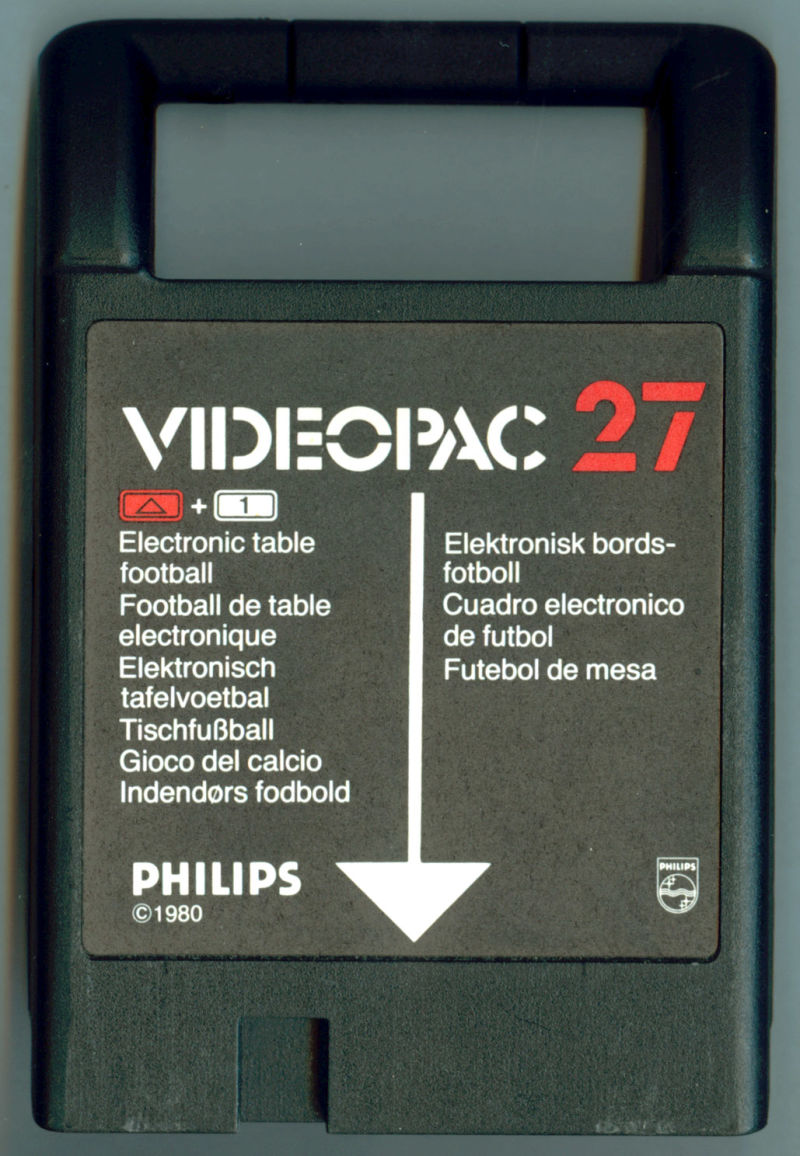 VIDEOPAC 27
△ + 1
Electronic table
football
Football de table
electronique
Elektronisch
tafelvoetbal
Tischfußball
Gioco del calcio
Indendørs fodbold
Elektronisk bords-
fotboll
Cuadro electronico
de futbol
Futebol de mesa
PHILIPS
©1980
PHILIPS